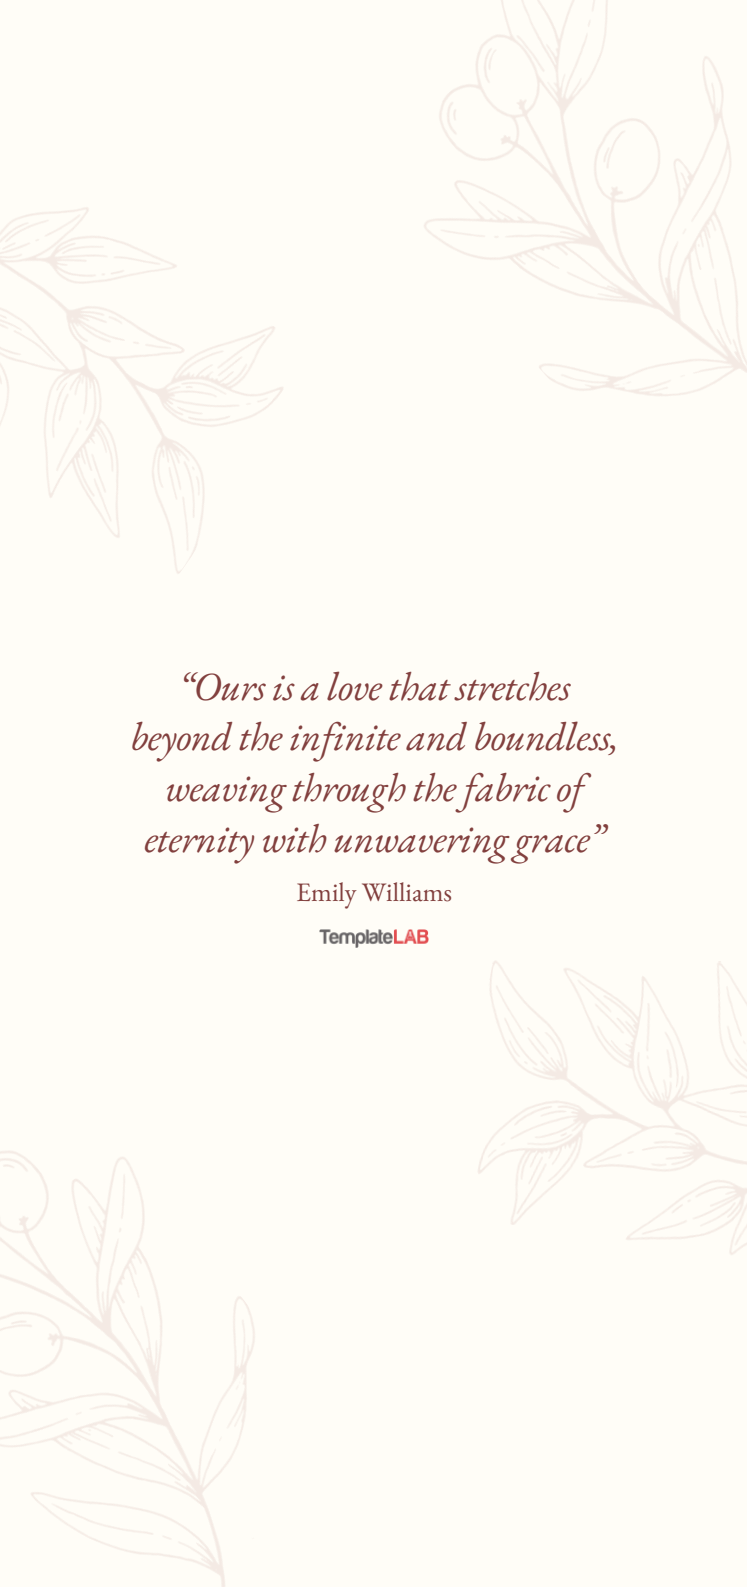 “Ours is a love that stretches
beyond the infinite and boundless,
weaving through the fabric of
eternity with unwavering grace”
Emily Williams
TemplateLAB